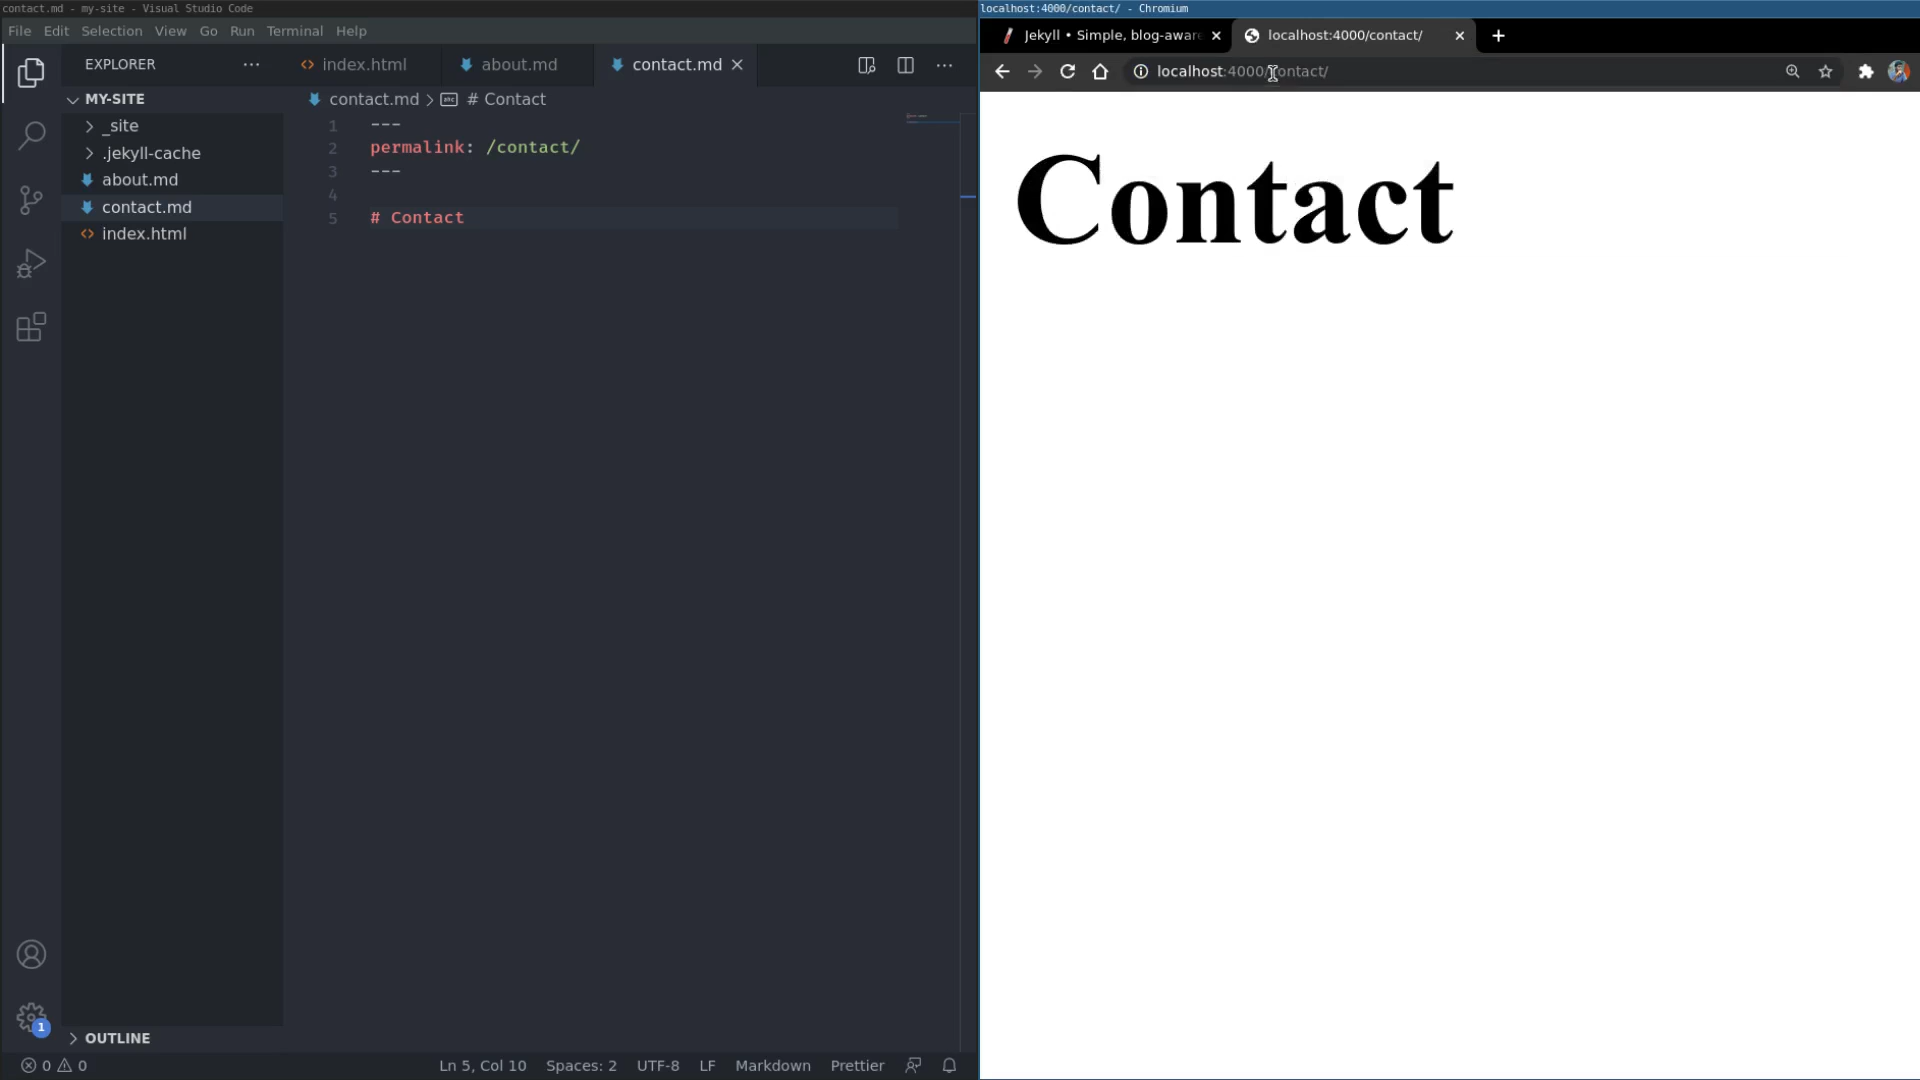 contact.md - my-site - Visual Studio Code
File Edit Selection View Go Run Terminal Help
EXPLORER
MY-SITE
_site
.jekyll-cache
about.md
contact.md
index.html
OUTLINE
index.html about.md contact.md
contact.md # Contact
1 ---
2 permalink: /contact/
3 ---
4
5 # Contact
1
0 0 Ln 5, Col 10 Spaces: 2 UTF-8 LF Markdown Prettier
localhost:4000/contact/ - Chromium
Jekyll • Simple, blog-aware localhost:4000/contact/
localhost:4000/contact/
Contact